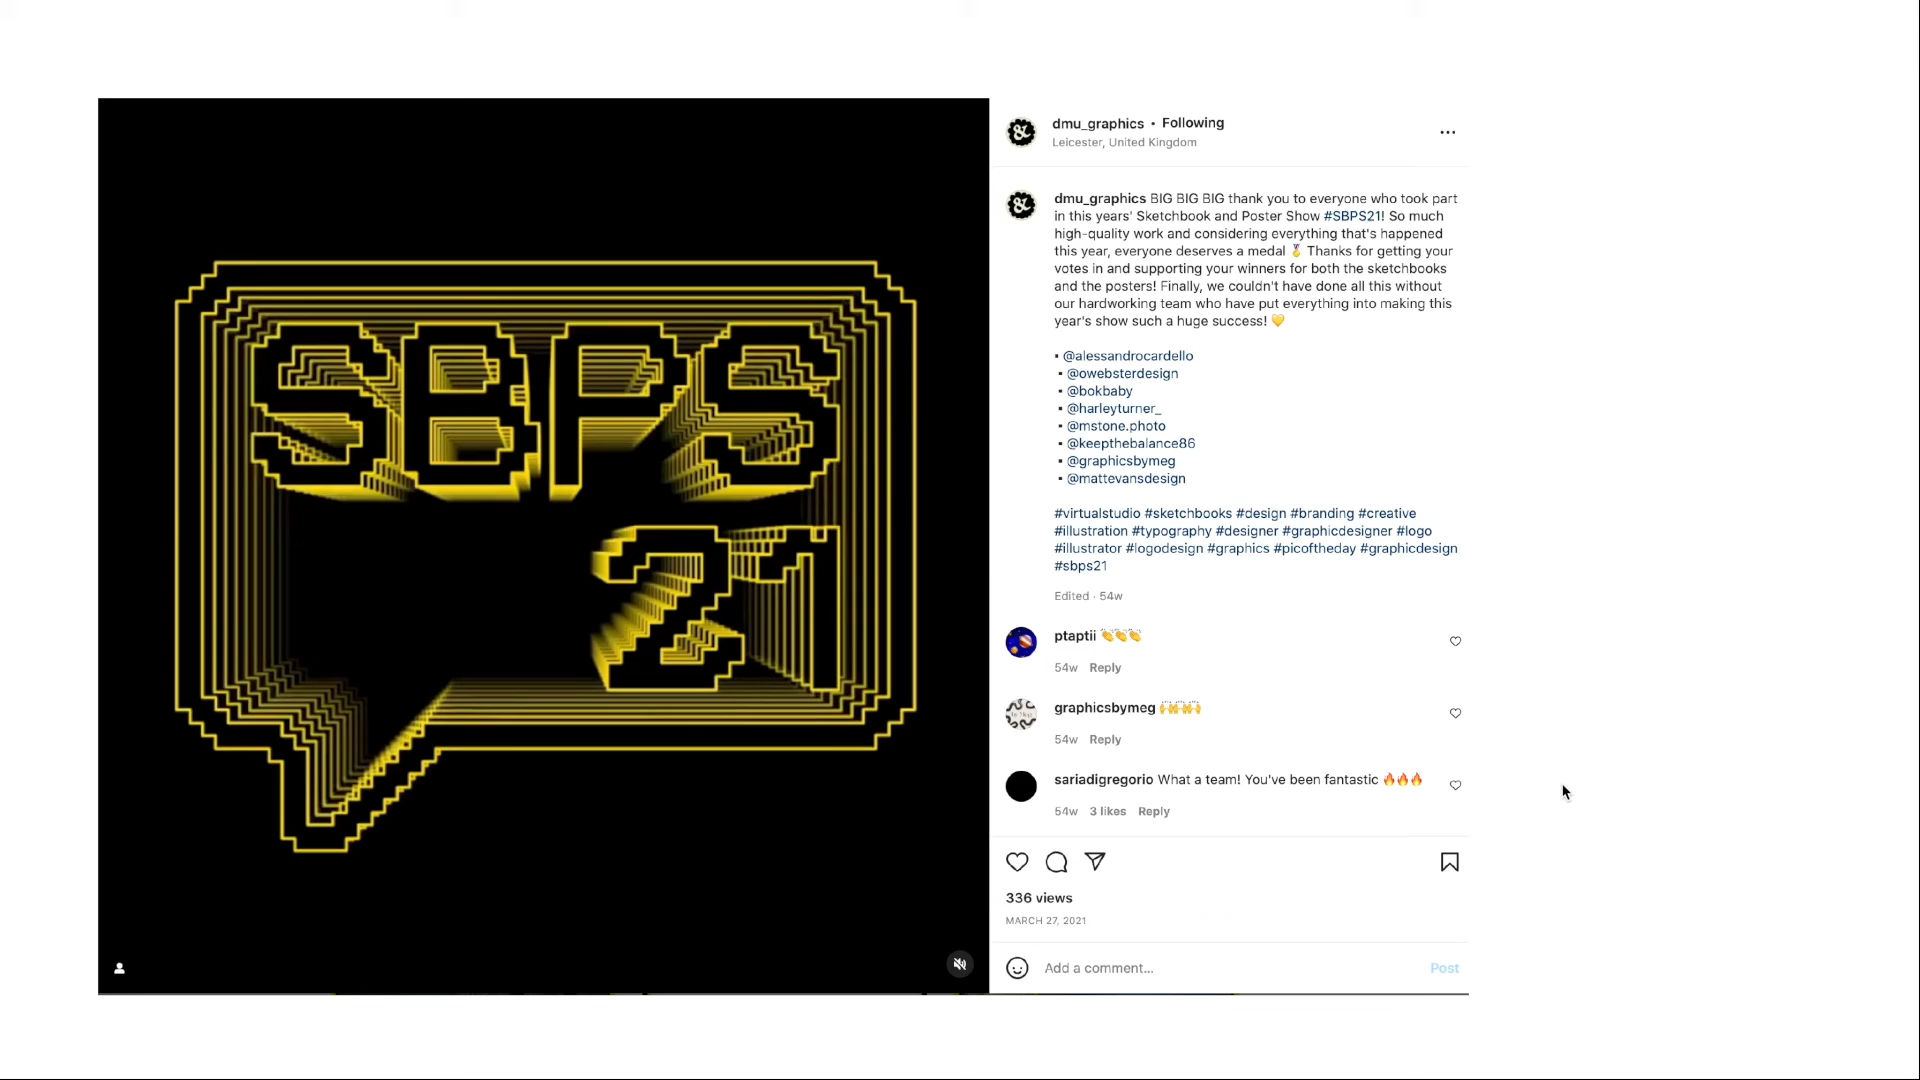 SBPS
21
dmu_graphics • Following
Leicester, United Kingdom
dmu_graphics BIG BIG BIG thank you to everyone who took part
in this years' Sketchbook and Poster Show #SBPS21! So much
high-quality work and considering everything that's happened
this year, everyone deserves a medal 🏅 Thanks for getting your
votes in and supporting your winners for both the sketchbooks
and the posters! Finally, we couldn't have done all this without
our hardworking team who have put everything into making this
year's show such a huge success! 💛
▪ @alessandrocardello
▪ @owebsterdesign
▪ @bokbaby
▪ @harleyturner_
▪ @mstone.photo
▪ @keepthebalance86
▪ @graphicsbymeg
▪ @mattevansdesign
#virtualstudio #sketchbooks #design #branding #creative
#illustration #typography #designer #graphicdesigner #logo
#illustrator #logodesign #graphics #picoftheday #graphicdesign
#sbps21
Edited · 54w
ptaptii 👏👏👏
54w Reply
graphicsbymeg 🙌🙌🙌
54w Reply
sariadigregorio What a team! You've been fantastic 🔥🔥🔥
54w 3 likes Reply
336 views
MARCH 27, 2021
Add a comment... Post